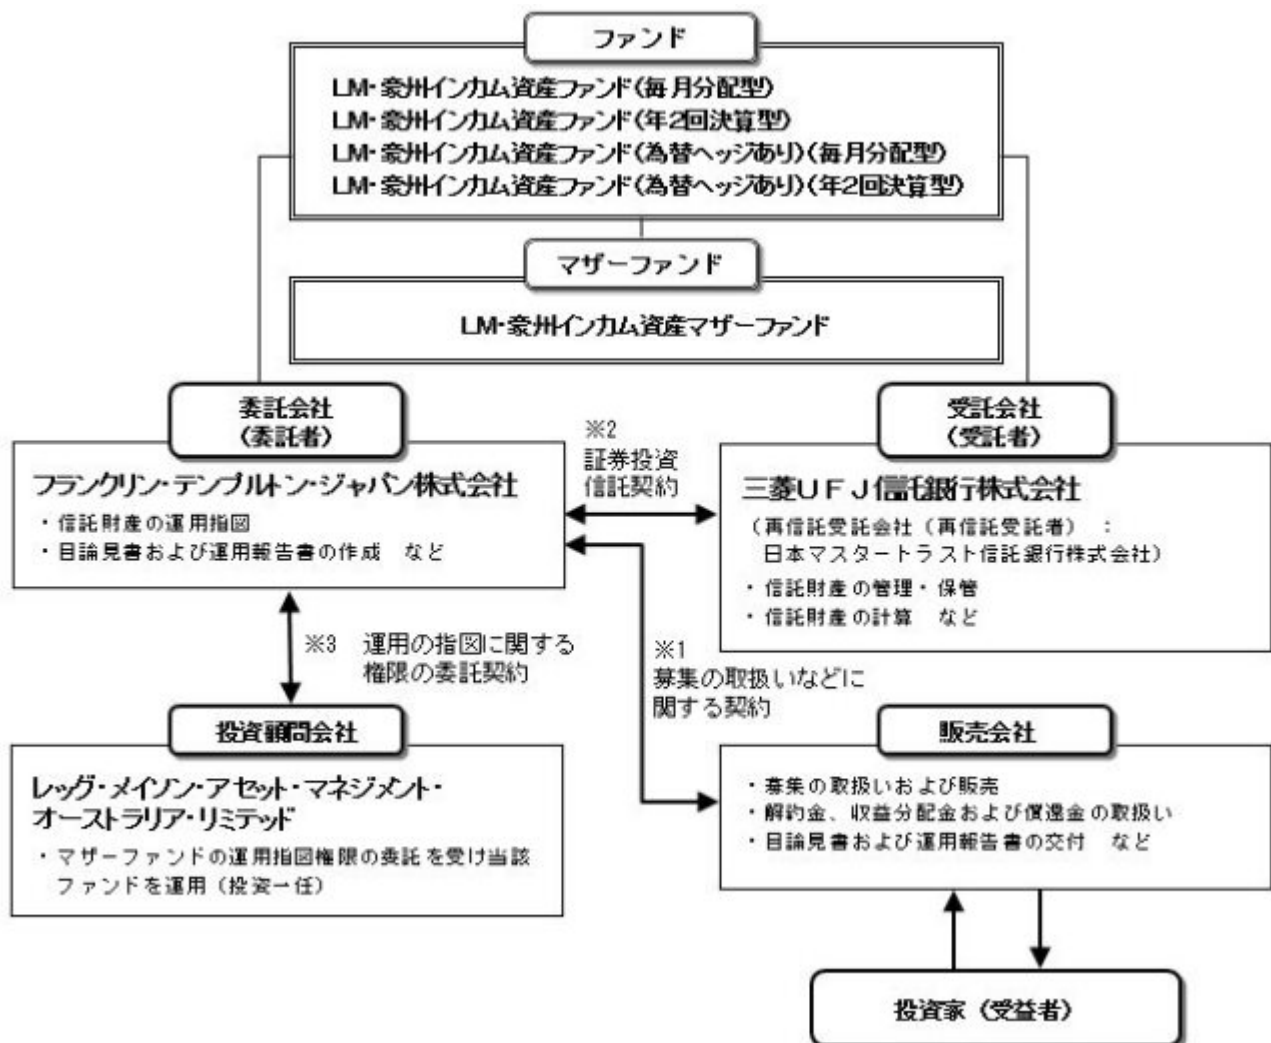 ファンド
LM・豪州インカム資産ファンド(毎月分配型)
LM・豪州インカム資産ファンド(年2回決算型)
LM・豪州インカム資産ファンド(為替ヘッジあり)(毎月分配型)
LM・豪州インカム資産ファンド(為替ヘッジあり)(年2回決算型)
マザーファンド
LM・豪州インカム資産マザーファンド
委託会社
(委託者)
フランクリン・テンプルトン・ジャパン株式会社
・信託財産の運用指図
・目論見書および運用報告書の作成 など
※2
証券投資
信託契約
受託会社
(受託者)
三菱UFJ信託銀行株式会社
(再信託受託会社(再信託受託者) :
日本マスタートラスト信託銀行株式会社)
・信託財産の管理・保管
・信託財産の計算 など
※3 運用の指図に関する
権限の委託契約
※1
募集の取扱いなどに
関する契約
投資顧問会社
レッグ・メイソン・アセット・マネジメント・
オーストラリア・リミテッド
・マザーファンドの運用指図権限の委託を受け当該
ファンドを運用(投資一任)
販売会社
・募集の取扱いおよび販売
・解約金、収益分配金および償還金の取扱い
・目論見書および運用報告書の交付 など
投資家(受益者)